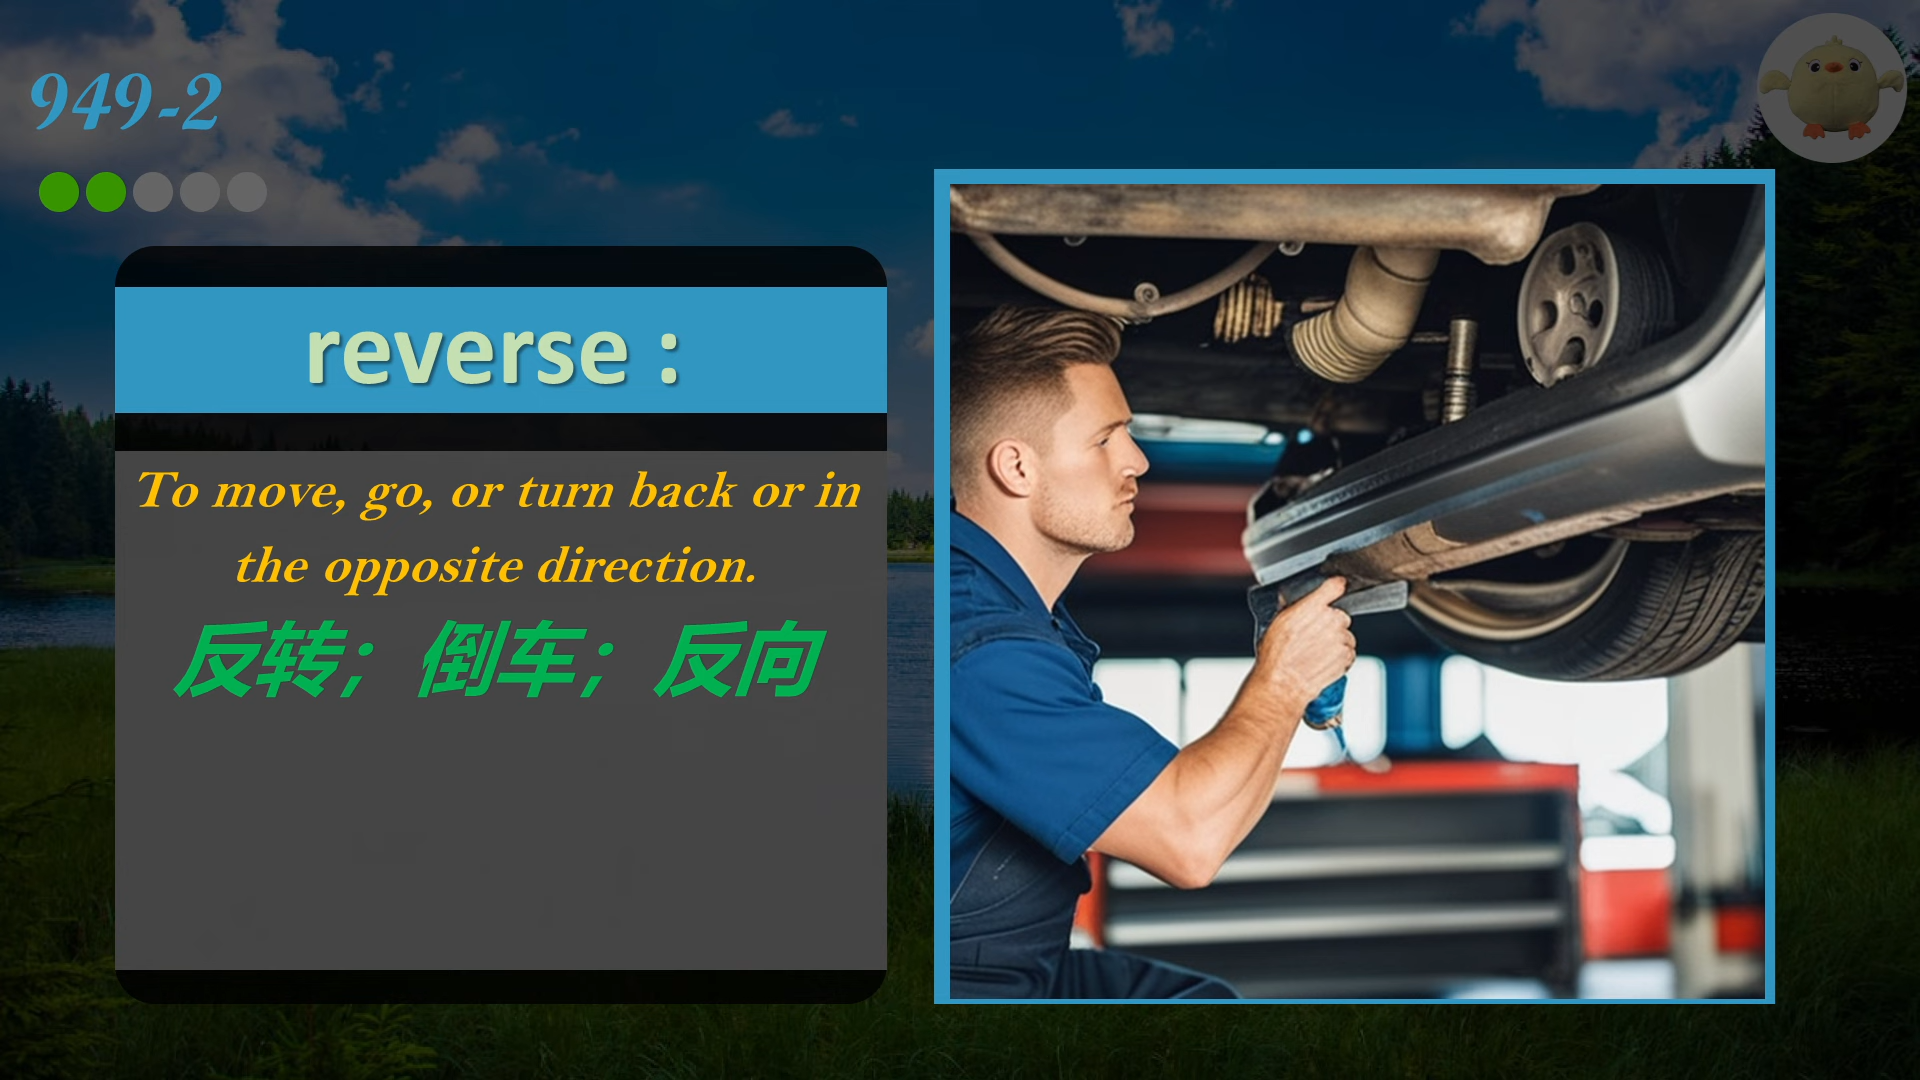 949-2
reverse :
To move, go, or turn back or in
the opposite direction.
反转；倒车；反向